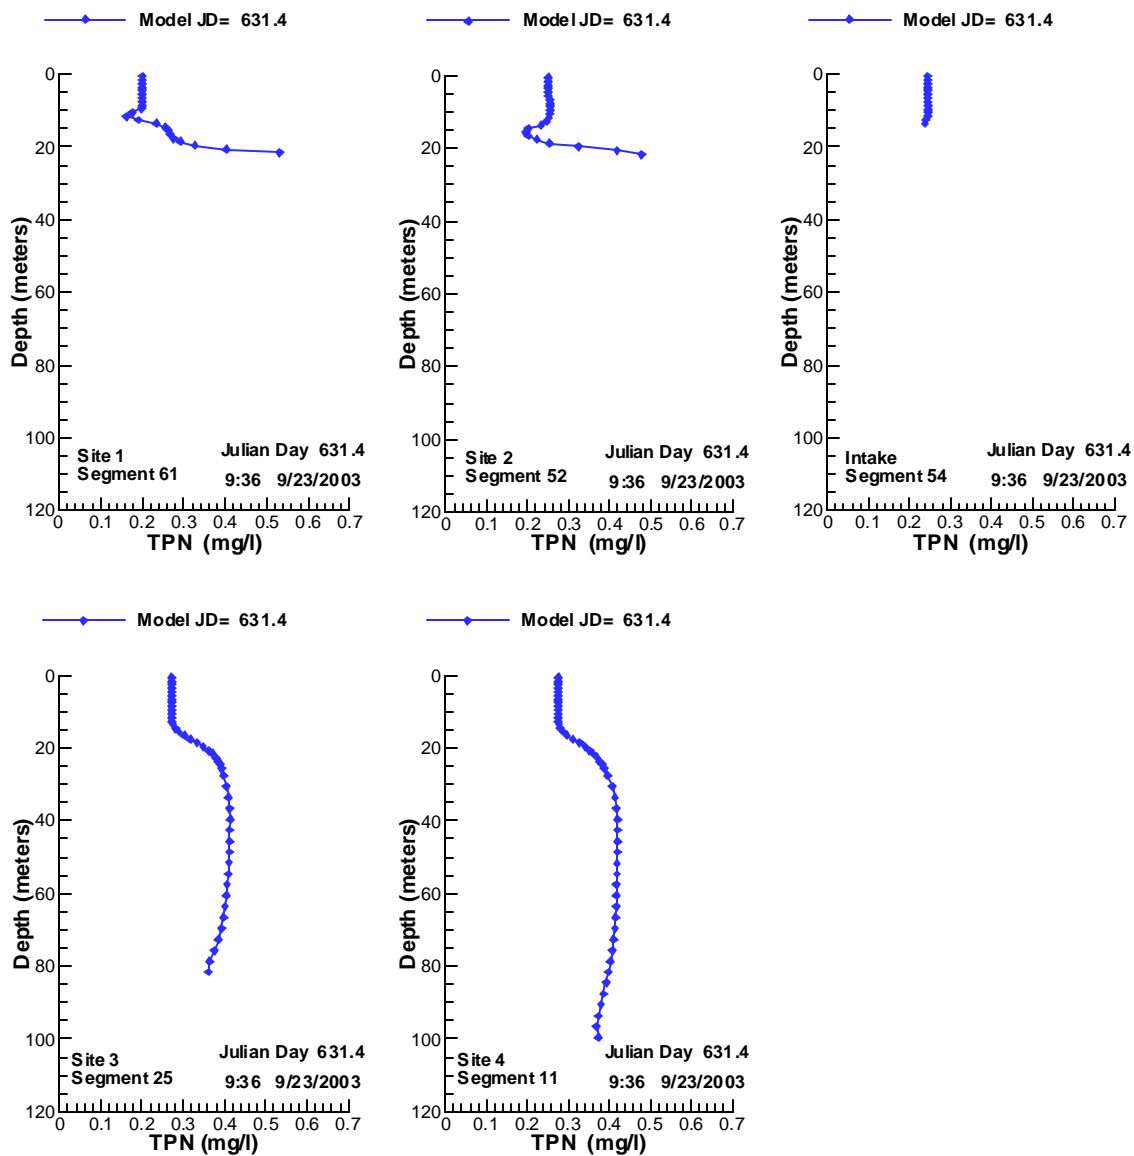 Model JD= 631.4
Model JD= 631.4
Model JD= 631.4
0
20
40
60
80
100
120
Depth (meters)
Site 1
Segment 61
Julian Day 631.4
9:36 9/23/2003
0 0.1 0.2 0.3 0.4 0.5 0.6 0.7
TPN (mg/l)
0
20
40
60
80
100
120
Depth (meters)
Site 2
Segment 52
Julian Day 631.4
9:36 9/23/2003
0 0.1 0.2 0.3 0.4 0.5 0.6 0.7
TPN (mg/l)
0
20
40
60
80
100
120
Depth (meters)
Intake
Segment 54
Julian Day 631.4
9:36 9/23/2003
0 0.1 0.2 0.3 0.4 0.5 0.6 0.7
TPN (mg/l)
Model JD= 631.4
Model JD= 631.4
0
20
40
60
80
100
120
Depth (meters)
Site 3
Segment 25
Julian Day 631.4
9:36 9/23/2003
0 0.1 0.2 0.3 0.4 0.5 0.6 0.7
TPN (mg/l)
0
20
40
60
80
100
120
Depth (meters)
Site 4
Segment 11
Julian Day 631.4
9:36 9/23/2003
0 0.1 0.2 0.3 0.4 0.5 0.6 0.7
TPN (mg/l)